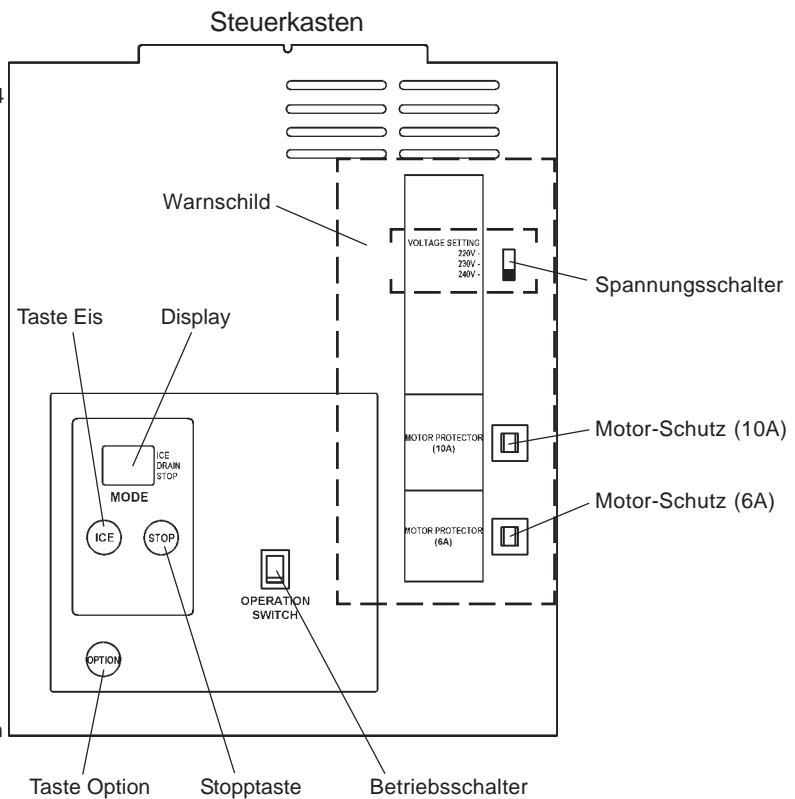 Steuerkasten
4
Warnschild
VOLTAGE SETTING
220V -
230V -
240V -
Spannungsschalter
Taste Eis
Display
ICE
DRAIN
STOP
MODE
MOTOR PROTECTOR
(10A)
Motor-Schutz (10A)
ICE
STOP
MOTOR PROTECTOR
(6A)
Motor-Schutz (6A)
OPERATION
SWITCH
OPTION
Taste Option
Stopptaste
Betriebsschalter